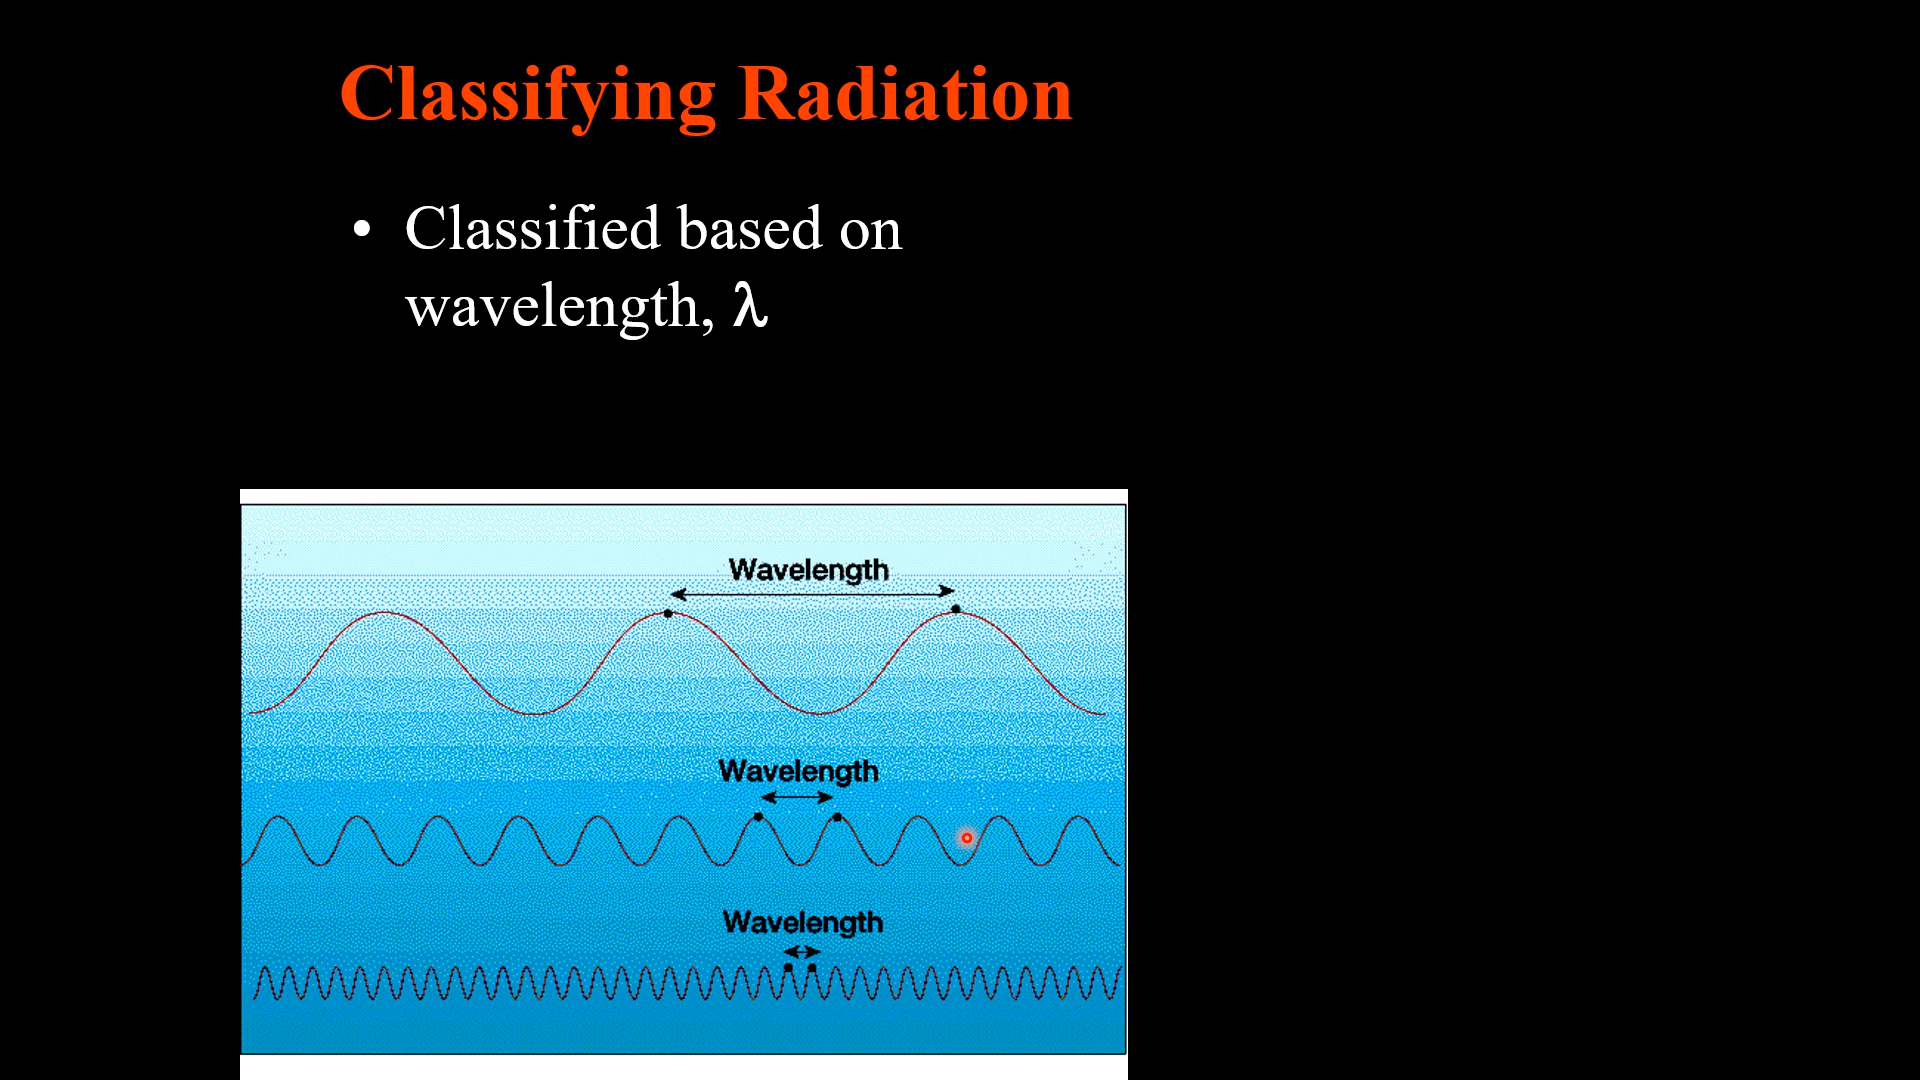 Classifying Radiation
• Classified based on
wavelength, λ
Wavelength
Wavelength
Wavelength